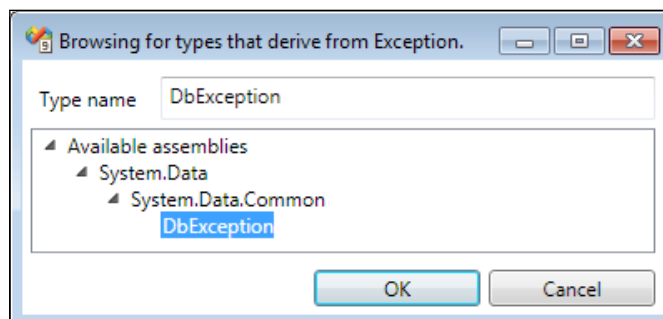 Browsing for types that derive from Exception.
Type name DbException
Available assemblies
System.Data
System.Data.Common
DbException
OK Cancel